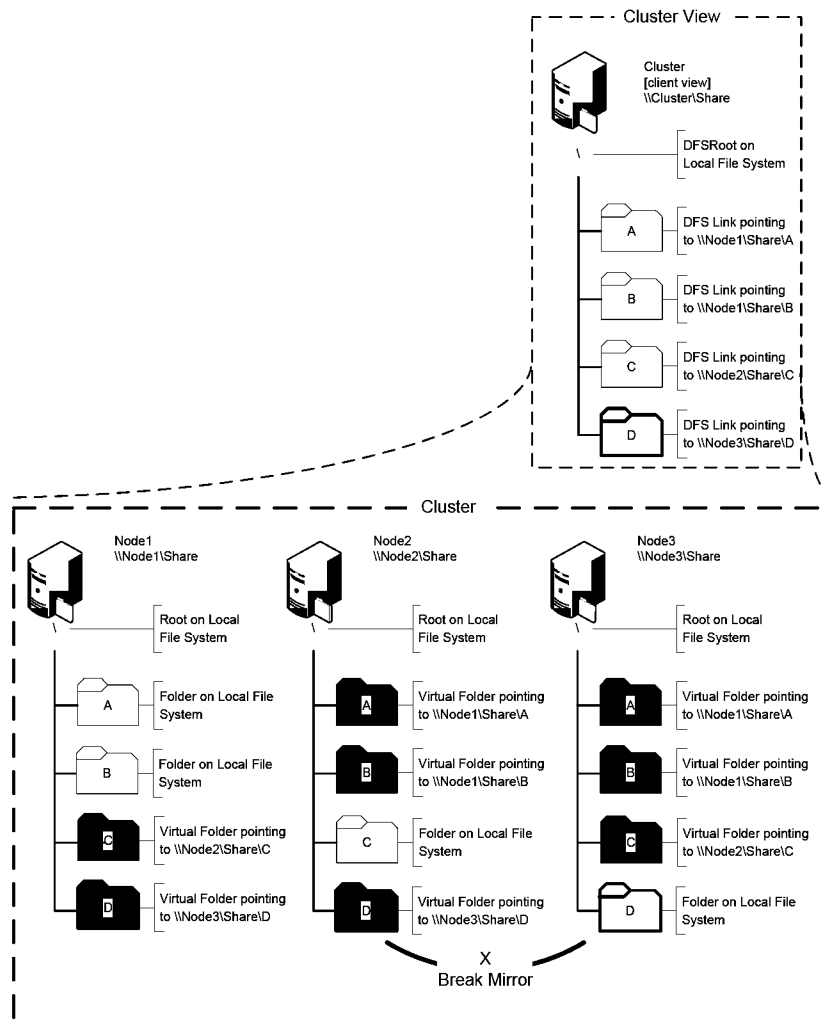 Cluster View
Cluster
[client view]
\\Cluster\Share
\
DFSRoot on
Local File System
A
DFS Link pointing
to \\Node1\Share\A
B
DFS Link pointing
to \\Node1\Share\B
C
DFS Link pointing
to \\Node2\Share\C
D
DFS Link pointing
to \\Node3\Share\D
Cluster
Node1
\\Node1\Share
\
Root on Local
File System
A
Folder on Local File
System
B
Folder on Local File
System
C
Virtual Folder pointing
to \\Node2\Share\C
D
Virtual Folder pointing
to \\Node3\Share\D
Node2
\\Node2\Share
\
Root on Local
File System
A
Virtual Folder pointing
to \\Node1\Share\A
B
Virtual Folder pointing
to \\Node1\Share\B
C
Folder on Local File
System
D
Virtual Folder pointing
to \\Node3\Share\D
Node3
\\Node3\Share
\
Root on Local
File System
A
Virtual Folder pointing
to \\Node1\Share\A
B
Virtual Folder pointing
to \\Node1\Share\B
C
Virtual Folder pointing
to \\Node2\Share\C
D
Folder on Local File
System
X
Break Mirror